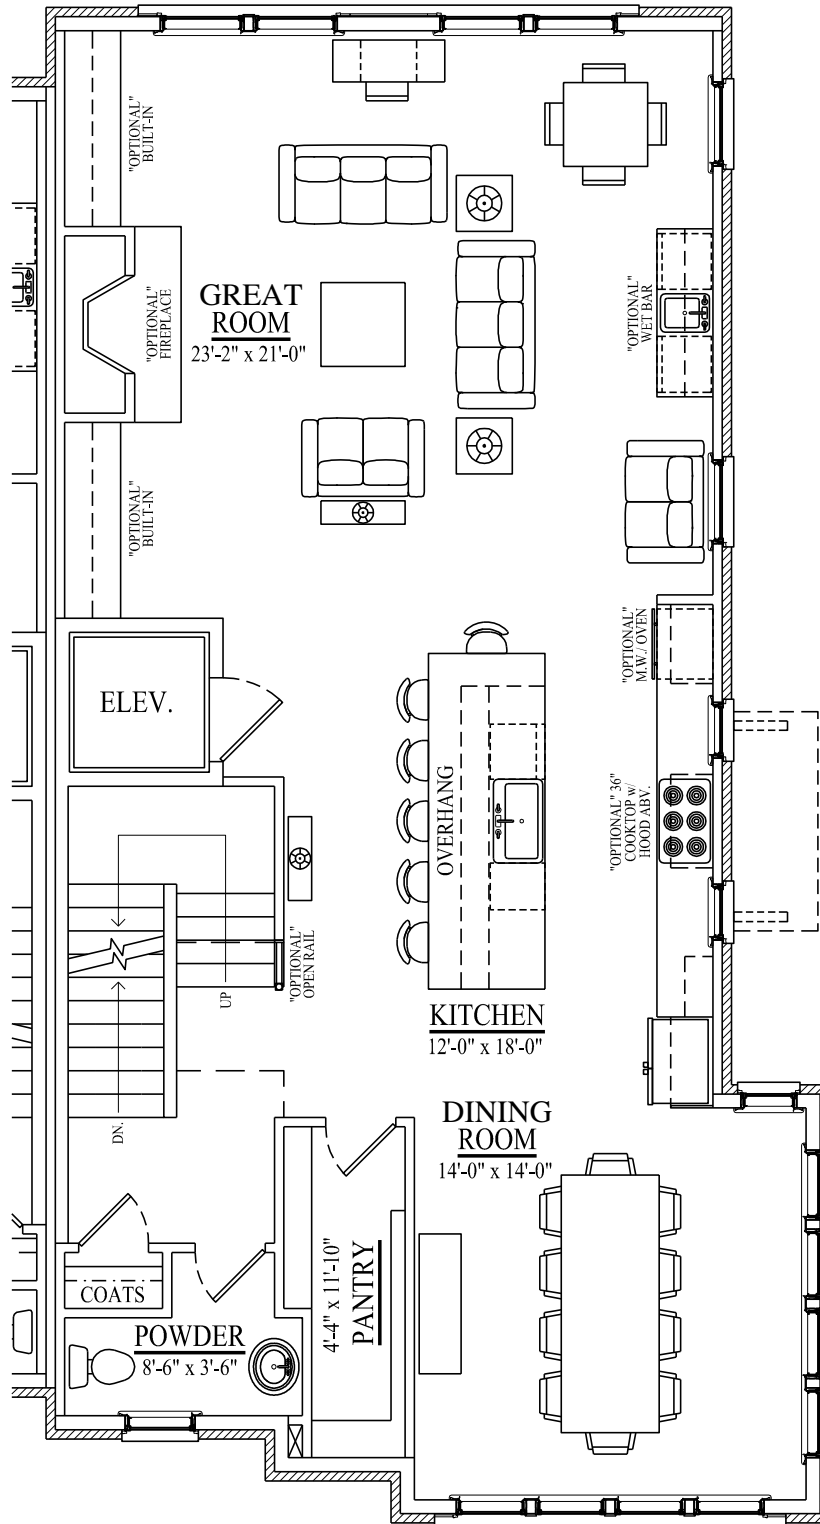 "OPTIONAL"
BUILT-IN
GREAT
ROOM
23'-2" x 21'-0"
"OPTIONAL"
FIREPLACE
"OPTIONAL"
WET BAR
"OPTIONAL"
BUILT-IN
"OPTIONAL"
M.W./ OVEN
ELEV.
OVERHANG
"OPTIONAL" 36"
COOKTOP w/
HOOD ABV.
"OPTIONAL"
OPEN RAIL
UP
KITCHEN
12'-0" x 18'-0"
DN.
DINING
ROOM
14'-0" x 14'-0"
PANTRY
4'-4" x 11'-10"
COATS
POWDER
8'-6" x 3'-6"